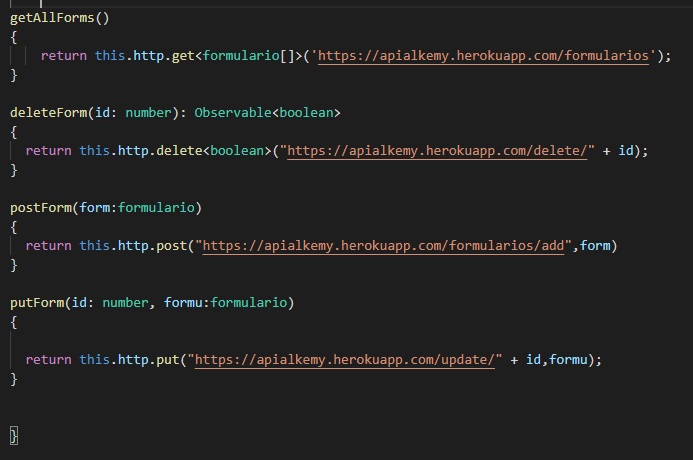 getAllForms()
{
return this.http.get<formulario[]>('https://apialkemy.herokuapp.com/formularios');
}
deleteForm(id: number): Observable<boolean>
{
return this.http.delete<boolean>("https://apialkemy.herokuapp.com/delete/" + id);
}
postForm(form:formulario)
{
return this.http.post("https://apialkemy.herokuapp.com/formularios/add",form)
}
putForm(id: number, formu:formulario)
{
return this.http.put("https://apialkemy.herokuapp.com/update/" + id,formu);
}
}